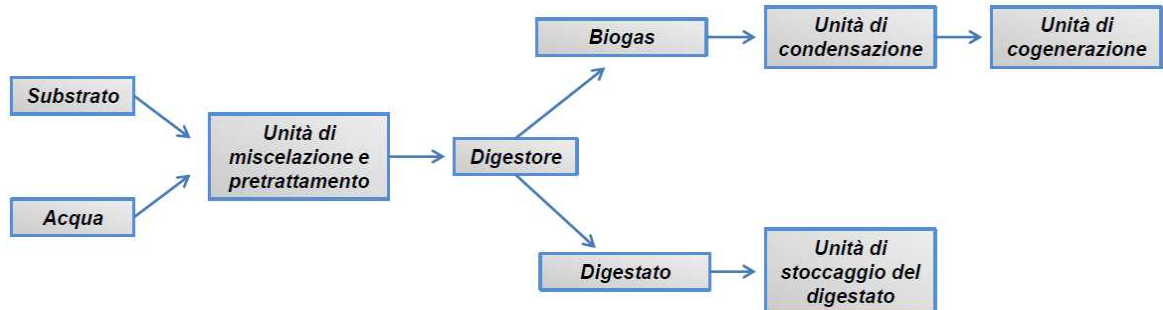 Substrato
Acqua
Unità di
miscelazione e
pretrattamento
Digestore
Biogas
Unità di
condensazione
Unità di
cogenerazione
Digestato
Unità di
stoccaggio del
digestato